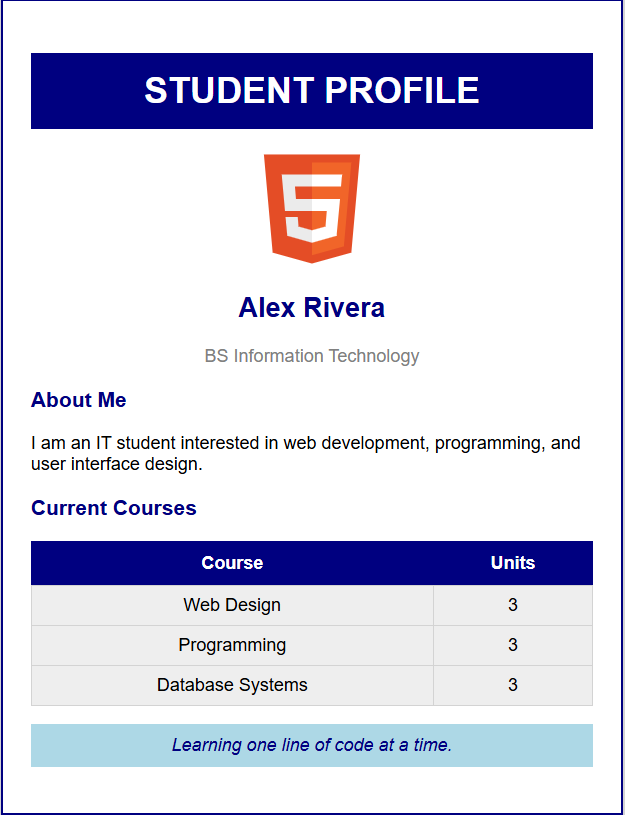 STUDENT PROFILE
5
Alex Rivera
BS Information Technology
About Me
I am an IT student interested in web development, programming, and
user interface design.
Current Courses
Course Units
Web Design 3
Programming 3
Database Systems 3
Learning one line of code at a time.